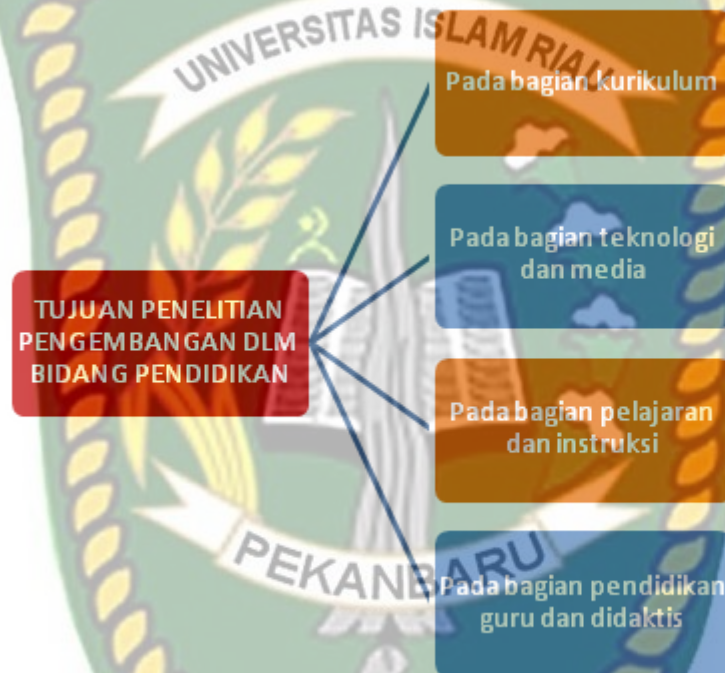 UNIVERSITAS ISLAM RIAU
Pada bagian kurikulum
Pada bagian teknologi
dan media
TUJUAN PENELITIAN
PENGEMBANGAN DLM
BIDANG PENDIDIKAN
Pada bagian pelajaran
dan instruksi
PEKANBARU
Pada bagian pendidikan
guru dan didaktis